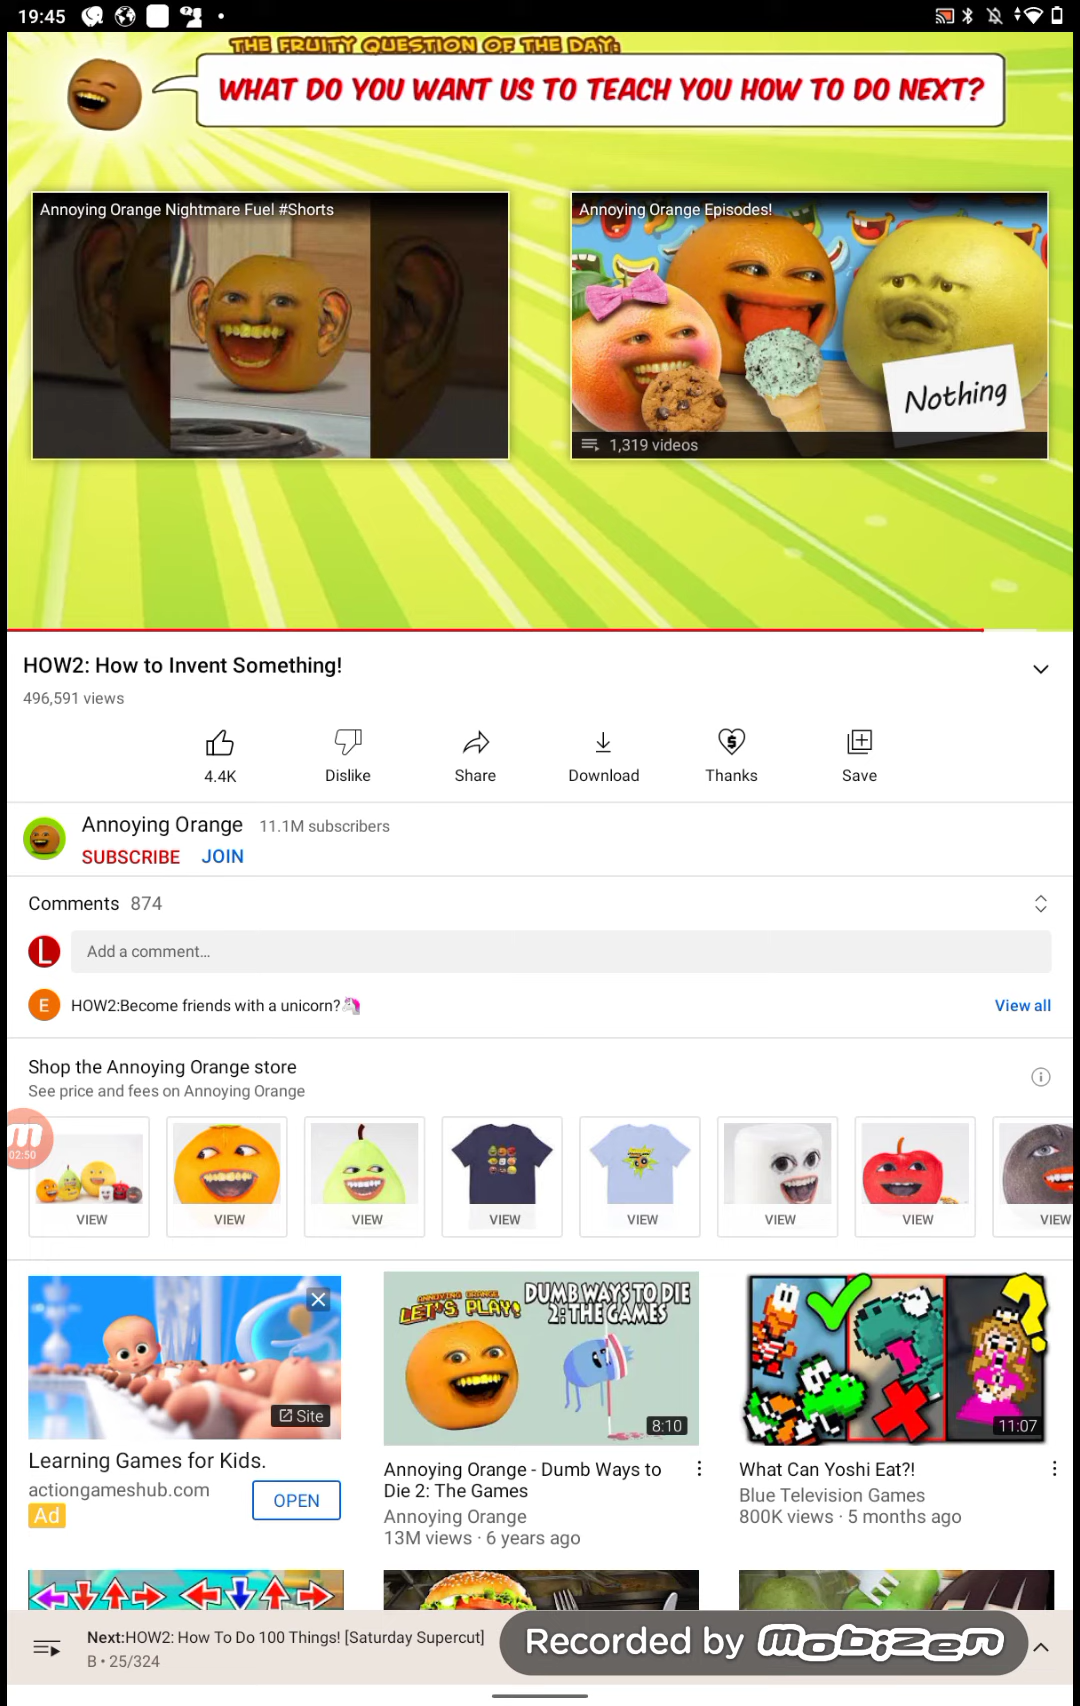 19:45
THE FRUITY QUESTION OF THE DAY:
WHAT DO YOU WANT US TO TEACH YOU HOW TO DO NEXT?
Annoying Orange Nightmare Fuel #Shorts
Annoying Orange Episodes!
Nothing
1,319 videos
HOW2: How to Invent Something!
496,591 views
4.4K
Dislike
Share
Download
Thanks
Save
Annoying Orange 11.1M subscribers
SUBSCRIBE JOIN
Comments 874
L
Add a comment...
E
HOW2:Become friends with a unicorn?🦄
View all
Shop the Annoying Orange store
See price and fees on Annoying Orange
m
02:50
VIEW
VIEW
VIEW
VIEW
VIEW
VIEW
VIEW
VIEW
Site
Learning Games for Kids.
actiongameshub.com
Ad
OPEN
ANNOYING ORANGE
LET'S PLAY!
DUMB WAYS TO DIE
2: THE GAMES
8:10
Annoying Orange - Dumb Ways to
Die 2: The Games
Annoying Orange
13M views · 6 years ago
?
11:07
What Can Yoshi Eat?!
Blue Television Games
800K views · 5 months ago
Next:HOW2: How To Do 100 Things! [Saturday Supercut]
B • 25/324
Recorded by mobizen